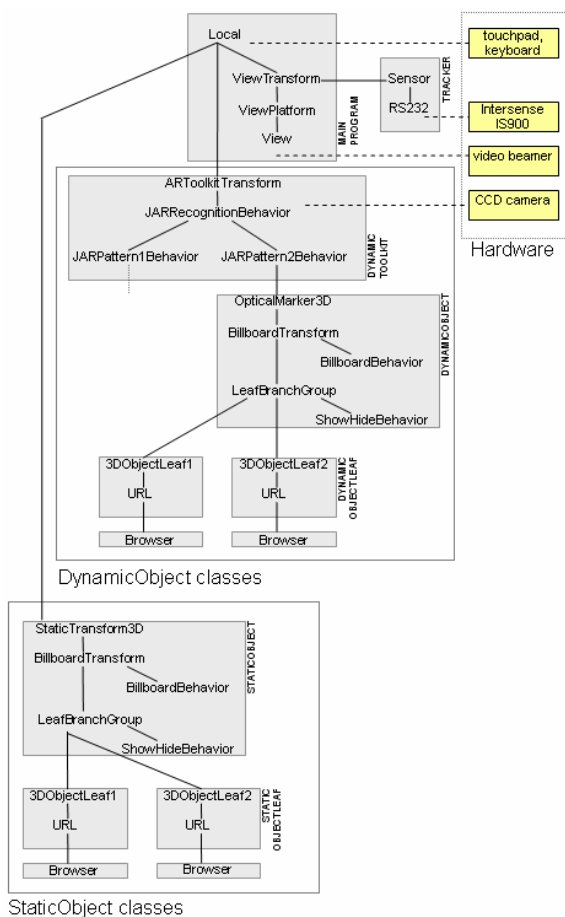 Local
ViewTransform
ViewPlatform
View
MAIN
PROGRAM
Sensor
RS232
TRACKER
touchpad,
keyboard
Intersense
IS900
video beamer
CCD camera
Hardware
ARToolkitTransform
JARRecognitionBehavior
JARPattern1Behavior
JARPattern2Behavior
DYNAMIC
TOOLKIT
OpticalMarker3D
BillboardTransform
BillboardBehavior
LeafBranchGroup
ShowHideBehavior
DYNAMICOBJECT
3DObjectLeaf1
URL
Browser
3DObjectLeaf2
URL
Browser
DYNAMIC
OBJECTLEAF
DynamicObject classes
StaticTransform3D
BillboardTransform
BillboardBehavior
LeafBranchGroup
ShowHideBehavior
STATICOBJECT
3DObjectLeaf1
URL
Browser
3DObjectLeaf2
URL
Browser
STATIC
OBJECTLEAF
StaticObject classes